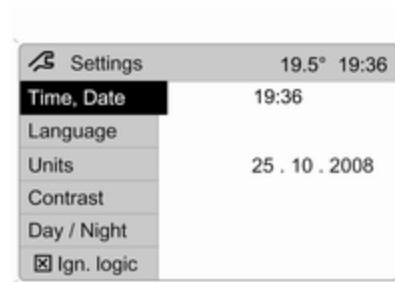 Settings 19.5° 19:36
Time, Date 19:36
Language
Units 25 . 10 . 2008
Contrast
Day / Night
Ign. logic